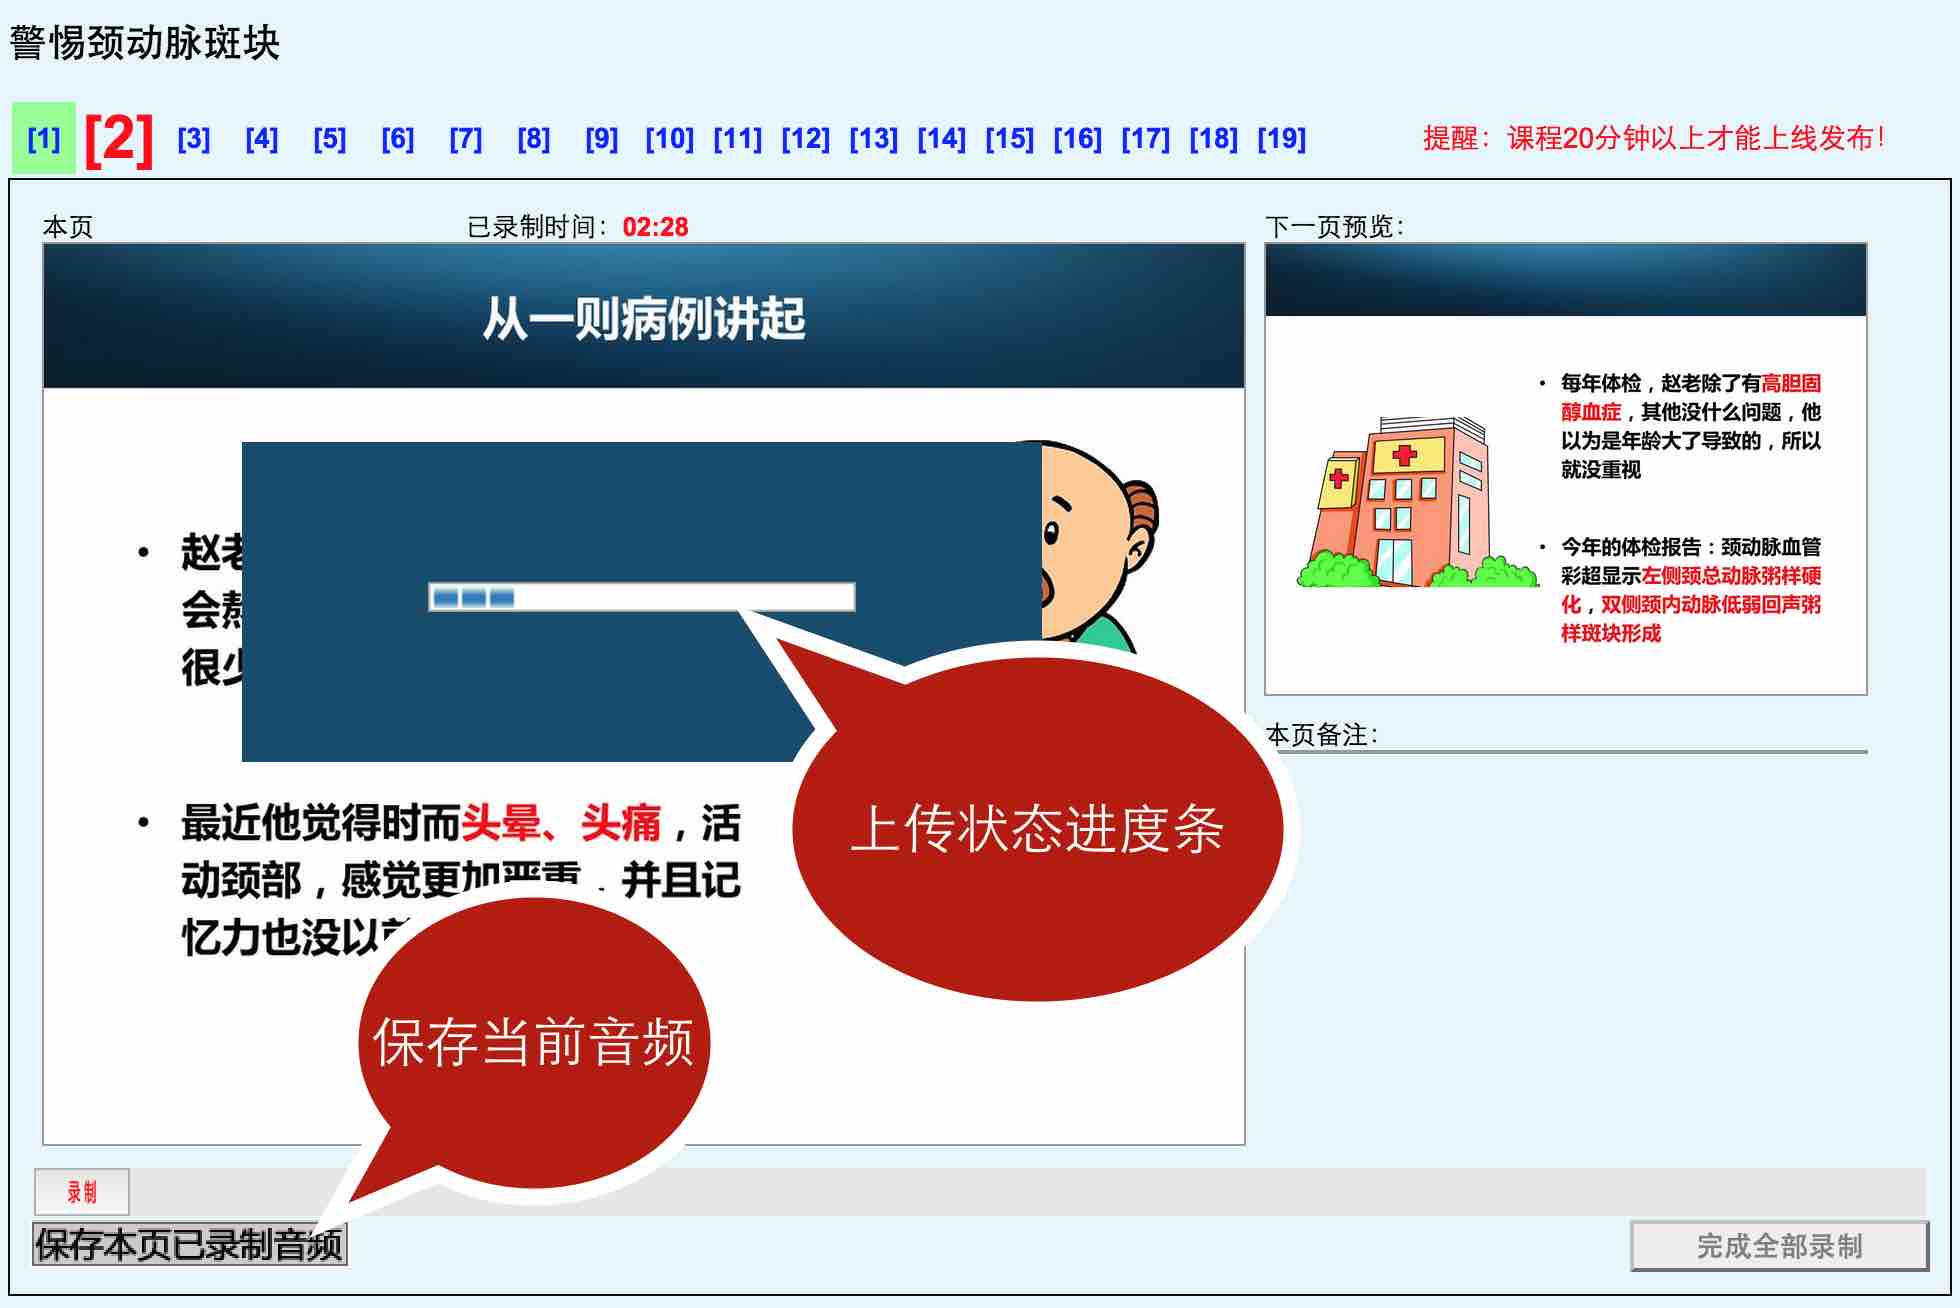 警惕颈动脉斑块
[1] [2] [3] [4] [5] [6] [7] [8] [9] [10] [11] [12] [13] [14] [15] [16] [17] [18] [19] 提醒：课程20分钟以上才能上线发布！
本页 已录制时间：02:28
从一则病例讲起
• 赵老
会熬
很少
• 最近他觉得时而头晕、头痛，活
动颈部，感觉更加严重，并且记
忆力也没以前
上传状态进度条
保存当前音频
下一页预览：
• 每年体检，赵老除了有高胆固
醇血症，其他没什么问题，他
以为是年龄大了导致的，所以
就没重视
• 今年的体检报告：颈动脉血管
彩超显示左侧颈总动脉粥样硬
化，双侧颈内动脉低弱回声粥
样斑块形成
本页备注：
录制
保存本页已录制音频
完成全部录制